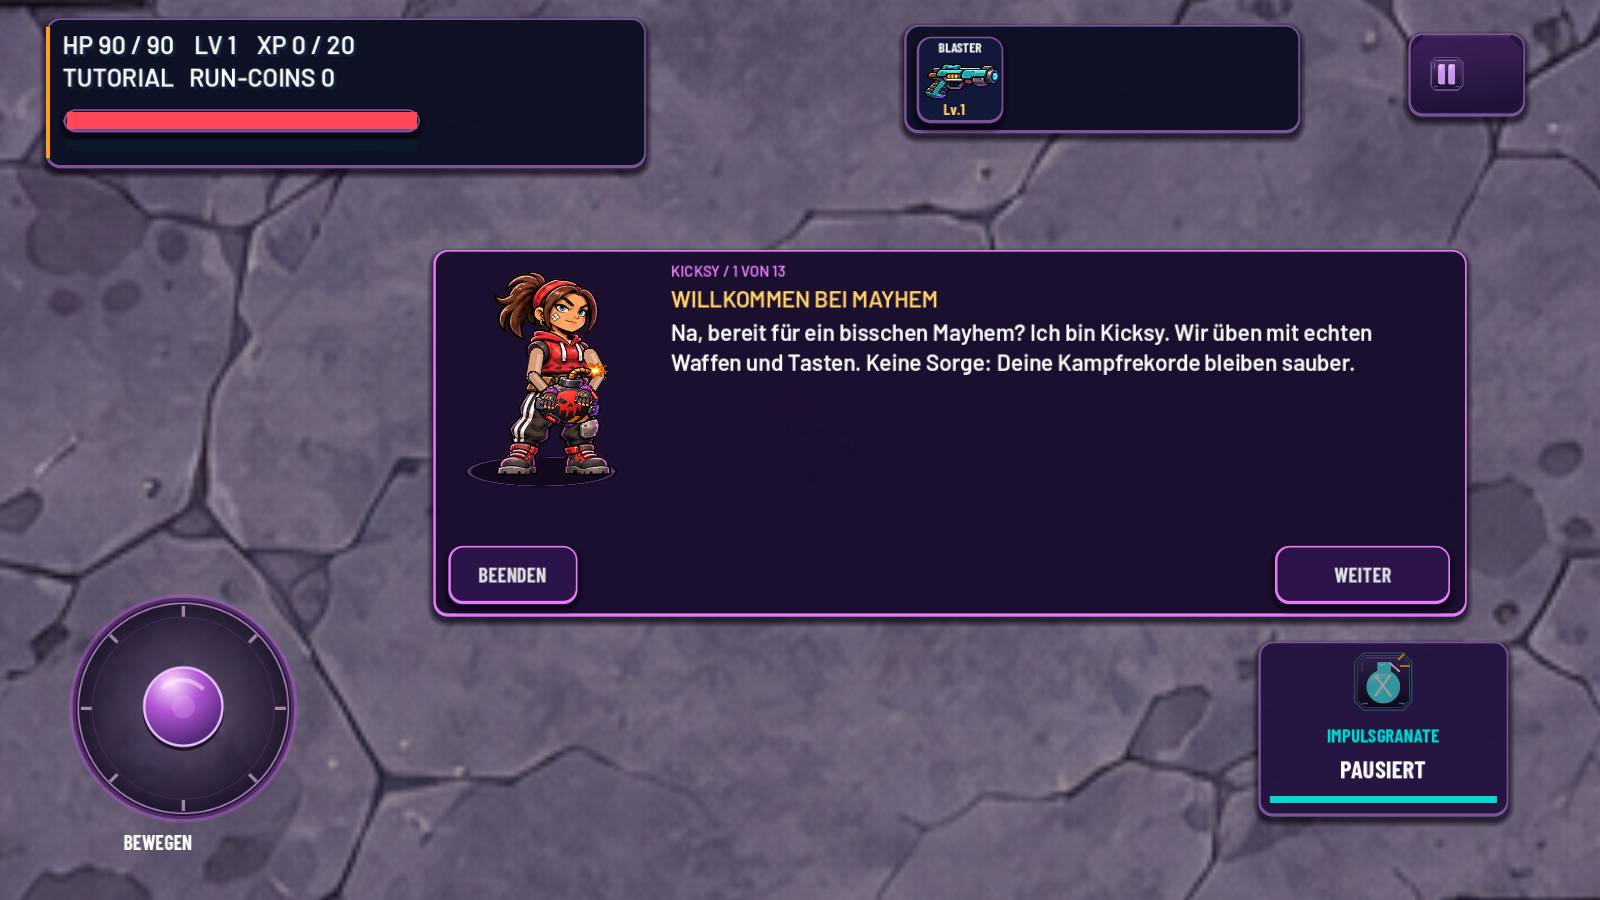 HP 90 / 90 LV 1 XP 0 / 20
TUTORIAL RUN-COINS 0
BLASTER
Lv.1
KICKSY / 1 VON 13
WILLKOMMEN BEI MAYHEM
Na, bereit für ein bisschen Mayhem? Ich bin Kicksy. Wir üben mit echten
Waffen und Tasten. Keine Sorge: Deine Kampfrekorde bleiben sauber.
BEENDEN
WEITER
IMPULSGRANATE
PAUSIERT
BEWEGEN